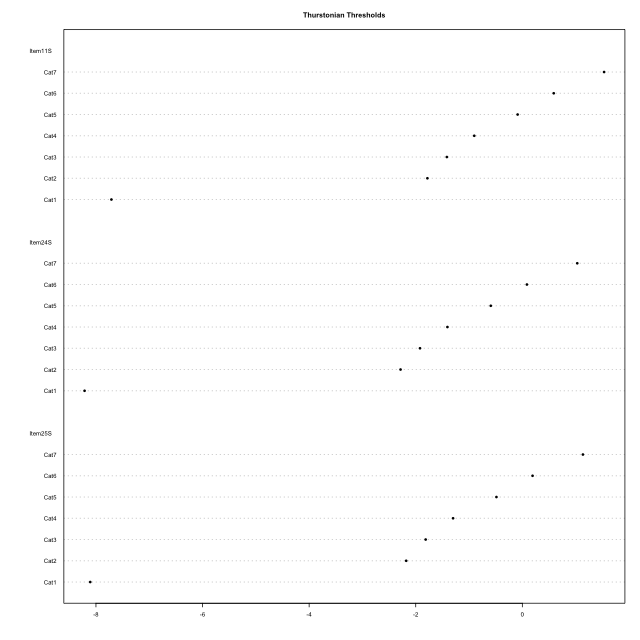 Thurstonian Thresholds
Item11S
Cat7
Cat6
Cat5
Cat4
Cat3
Cat2
Cat1
Item24S
Cat7
Cat6
Cat5
Cat4
Cat3
Cat2
Cat1
Item25S
Cat7
Cat6
Cat5
Cat4
Cat3
Cat2
Cat1
-8 -6 -4 -2 0